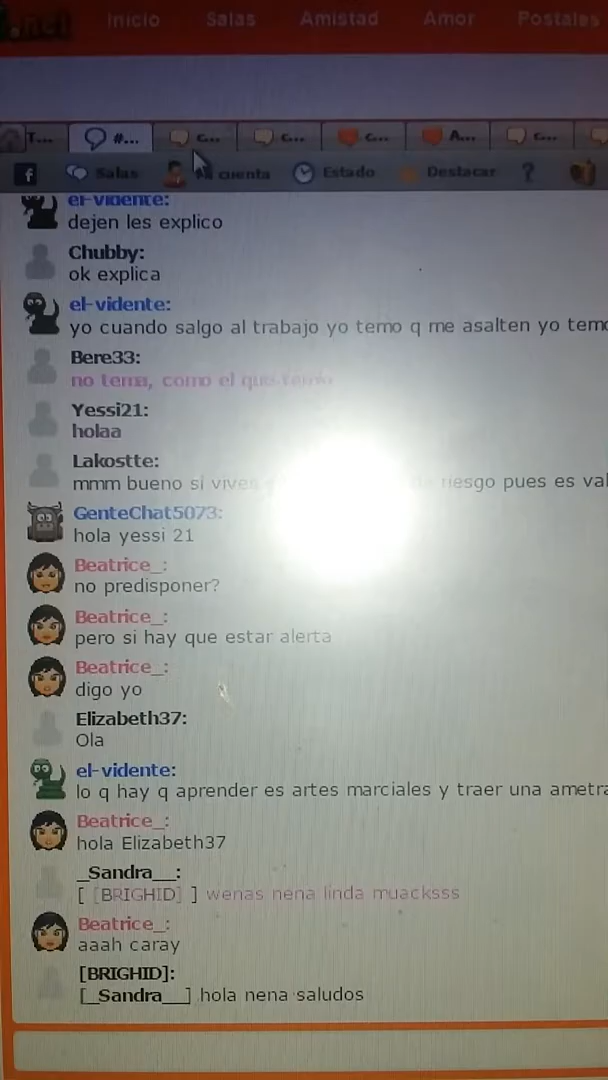 .net Inicio Salas Amistad Amor Postales
T... #... c... c... c... A... c...
Salas Mi cuenta Estado Destacar ?
el-vidente:
dejen les explico
Chubby:
ok explica
el-vidente:
yo cuando salgo al trabajo yo temo q me asalten yo temo
Bere33:
no tema, como el que temio
Yessi21:
holaa
Lakostte:
mmm bueno si vives riesgo pues es val
GenteChat5073:
hola yessi 21
Beatrice_:
no predisponer?
Beatrice_:
pero si hay que estar alerta
Beatrice_:
digo yo
Elizabeth37:
Ola
el-vidente:
lo q hay q aprender es artes marciales y traer una ametra
Beatrice_:
hola Elizabeth37
_Sandra__:
[ [BRIGHID] ] wenas nena linda muacksss
Beatrice_:
aaah caray
[BRIGHID]:
[_Sandra__] hola nena saludos